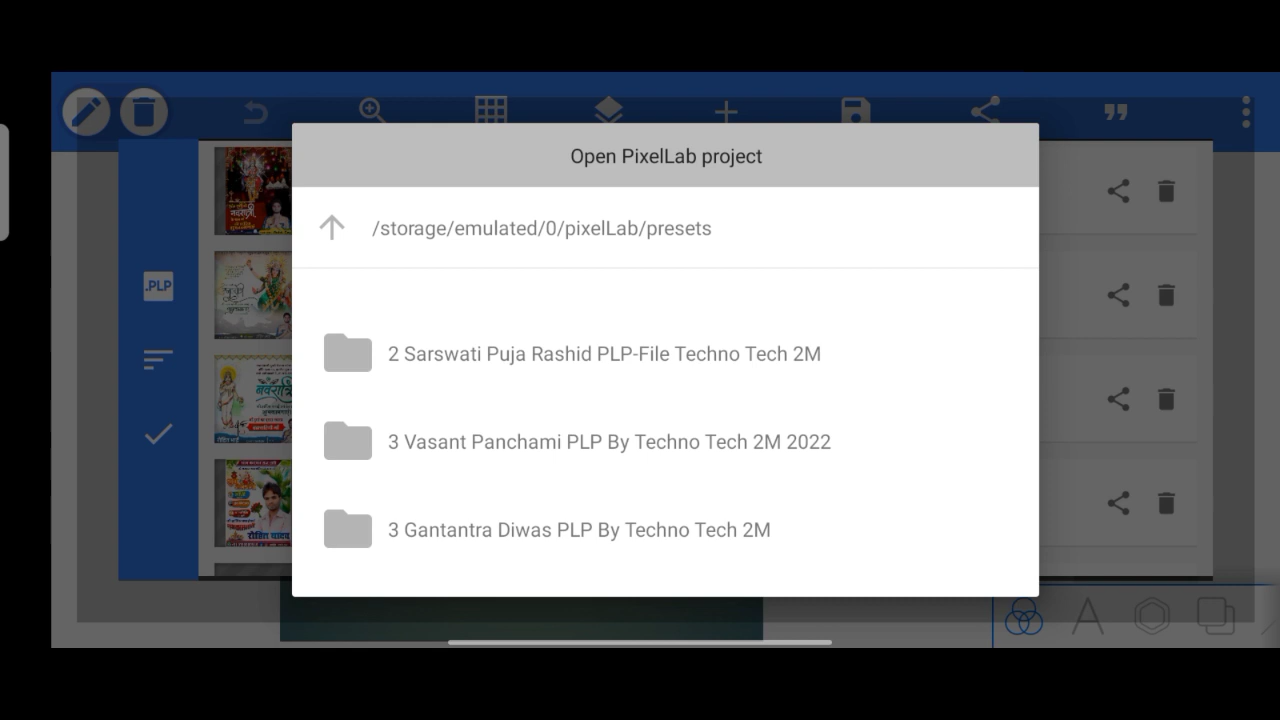 Open PixelLab project
/storage/emulated/0/pixelLab/presets
.PLP
2 Sarswati Puja Rashid PLP-File Techno Tech 2M
3 Vasant Panchami PLP By Techno Tech 2M 2022
3 Gantantra Diwas PLP By Techno Tech 2M